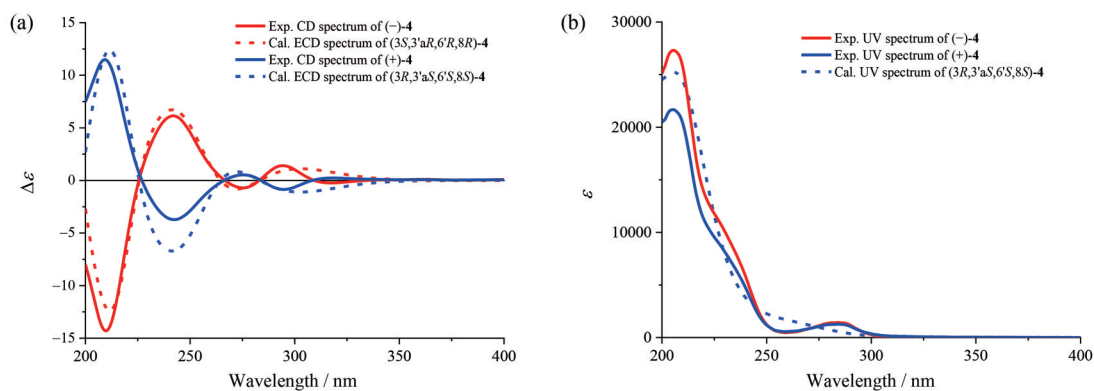 (a)
15
10
5
0
−5
−10
−15
Δε
200
250
300
350
400
Wavelength / nm
Exp. CD spectrum of (−)-4
Cal. ECD spectrum of (3S,3'aR,6'R,8R)-4
Exp. CD spectrum of (+)-4
Cal. ECD spectrum of (3R,3'aS,6'S,8S)-4
(b)
30000
20000
10000
0
ε
200
250
300
350
400
Wavelength / nm
Exp. UV spectrum of (−)-4
Exp. UV spectrum of (+)-4
Cal. UV spectrum of (3R,3'aS,6'S,8S)-4